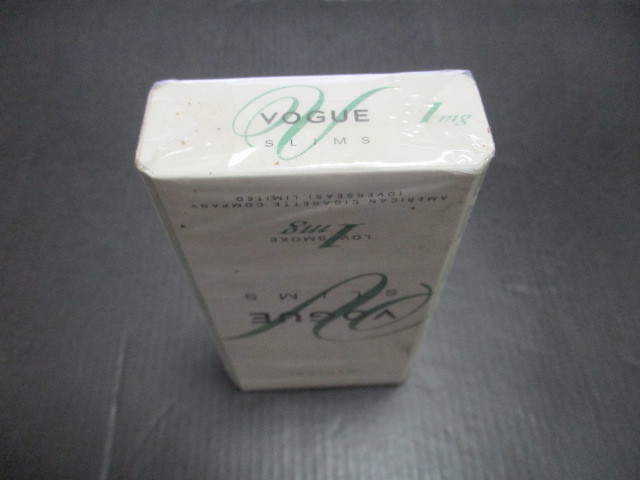 VOGUE
SLIMS
1mg
AMERICAN CIGARETTE COMPANY
(OVERSEAS) LIMITED
LOW SMOKE
1mg
SLIMS
VOGUE